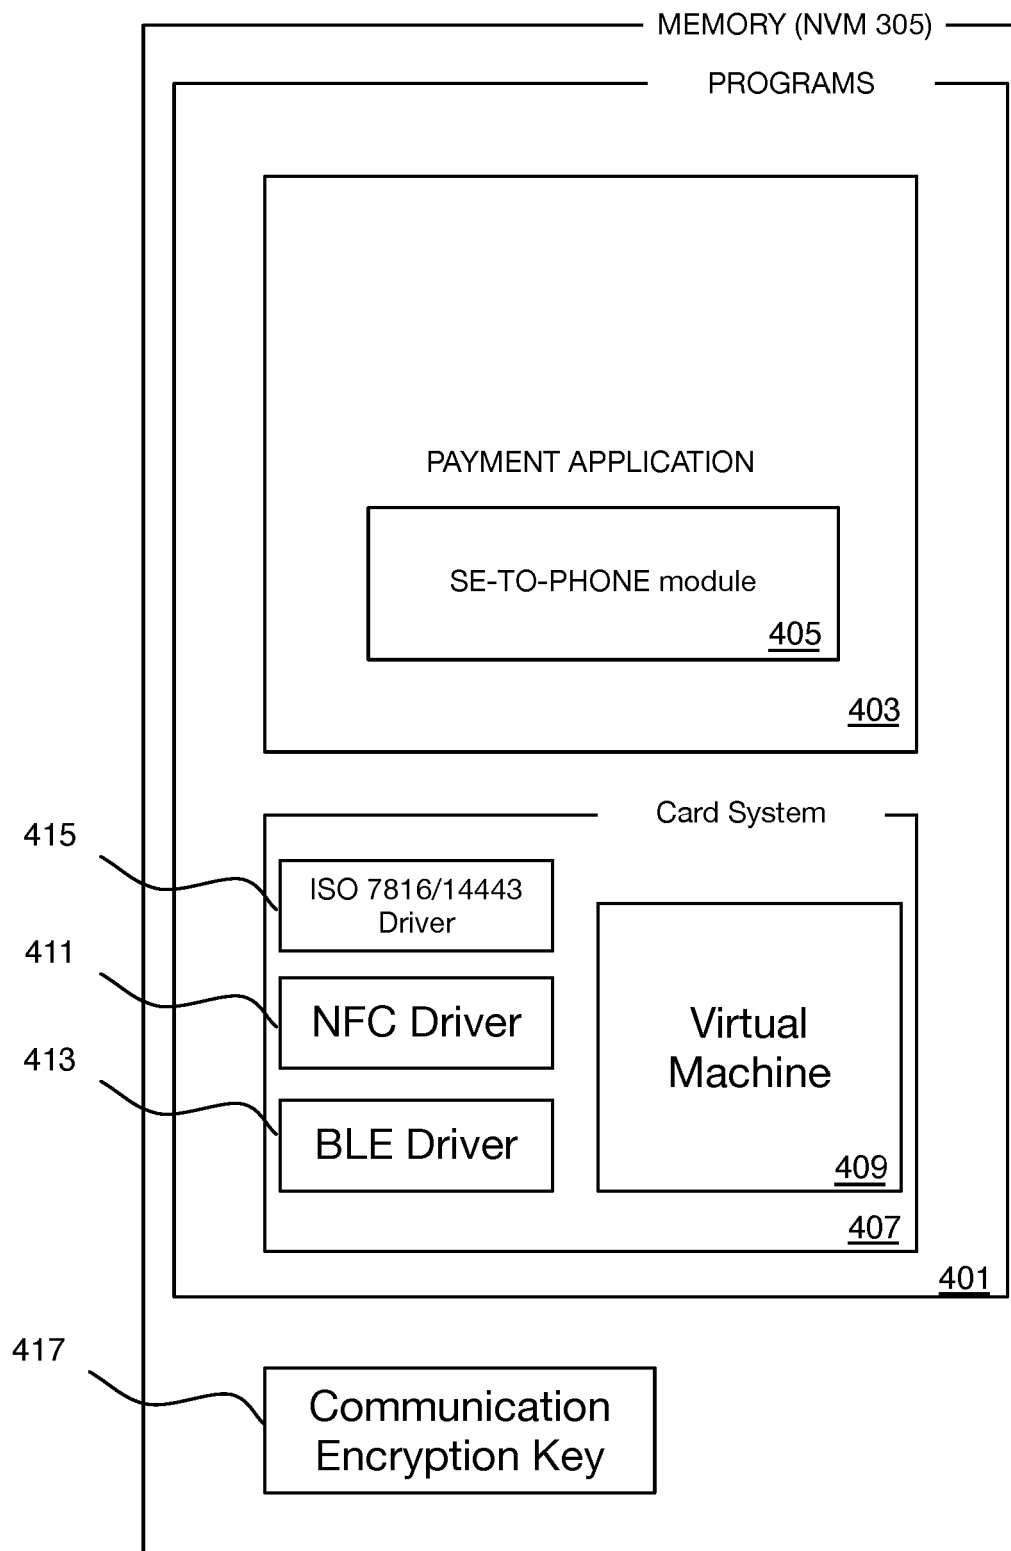 MEMORY (NVM 305)
PROGRAMS
PAYMENT APPLICATION
SE-TO-PHONE module
405
403
Card System
415
ISO 7816/14443
Driver
411
NFC Driver
413
BLE Driver
Virtual
Machine
409
407
401
417
Communication
Encryption Key